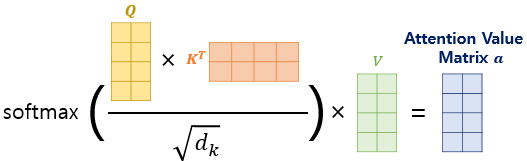 Q
× K^T
softmax ( ) × V =
√d_k
Attention Value
Matrix a